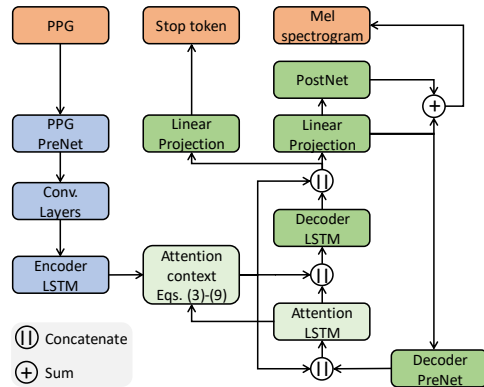 PPG
Stop token
Mel
spectrogram
PostNet
PPG
PreNet
Linear
Projection
Linear
Projection
Conv.
Layers
Decoder
LSTM
Encoder
LSTM
Attention
context
Eqs. (3)-(9)
Attention
LSTM
Concatenate
Sum
Decoder
PreNet